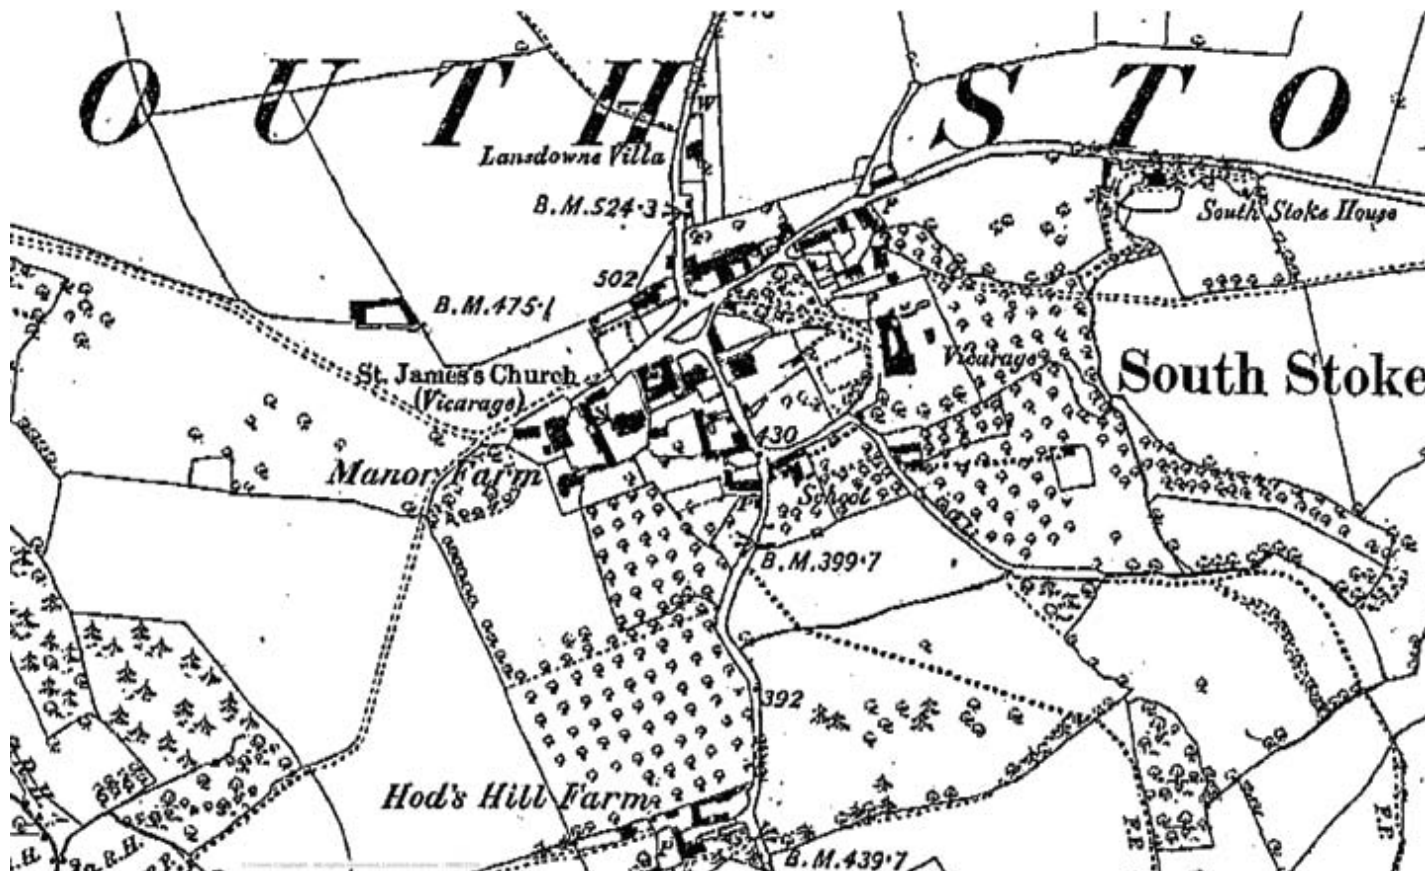 OUTH STO
W
Lansdowne Villa
B.M.524·3
South Stoke House
502
B.M.475·1
St. James's Church
(Vicarage)
Vicarage
South Stoke
430
Manor Farm
School
P
B.M.399·7
392
Hod's Hill Farm
P
F.F.
B.M.439·7
R.H.